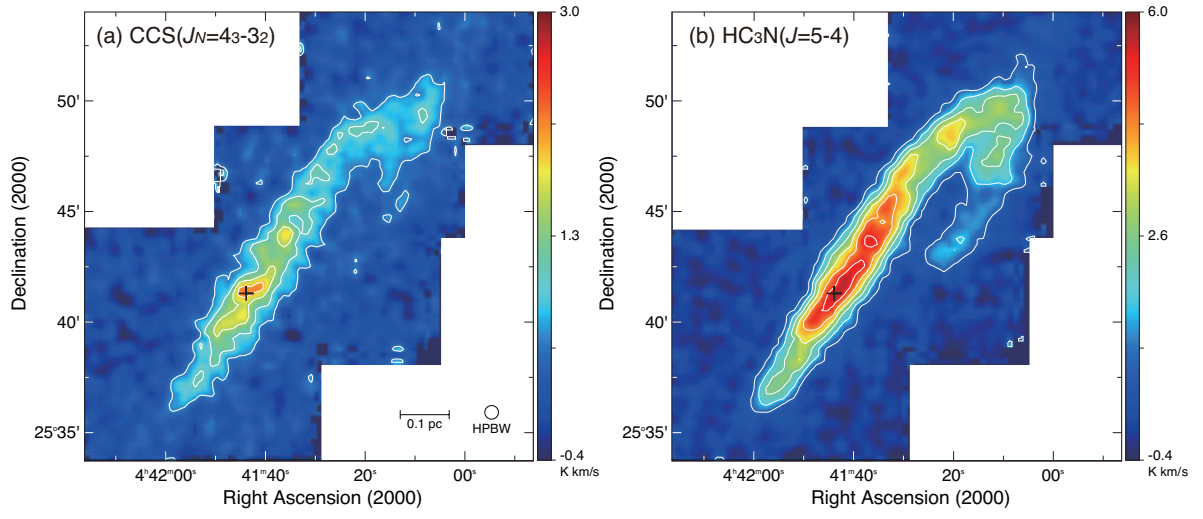 (a) CCS(JN=43-32)
3.0
1.3
-0.4
K km/s
50'
45'
40'
25°35'
Declination (2000)
0.1 pc
HPBW
4h42m00s
41s40s
20s
00s
Right Ascension (2000)
(b) HC3N(J=5-4)
6.0
2.6
-0.4
K km/s
50'
45'
40'
25°35'
Declination (2000)
4h42m00s
41s40s
20s
00s
Right Ascension (2000)